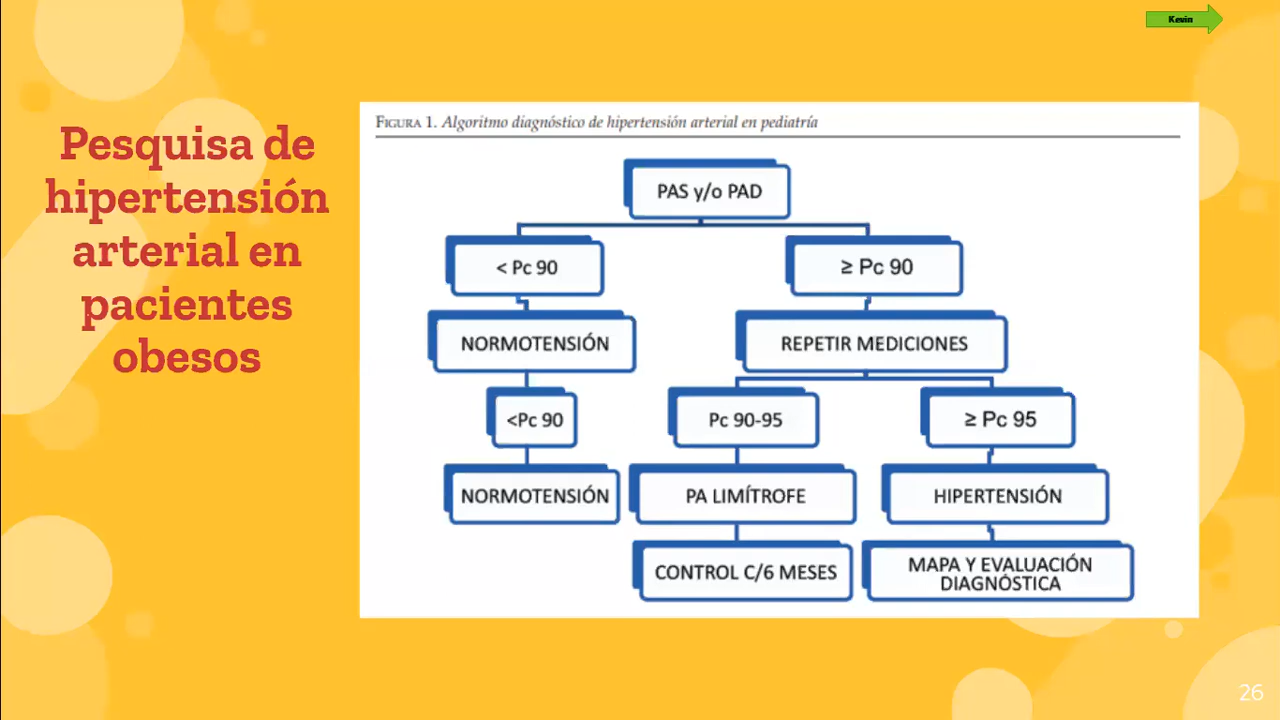 Kevin
Pesquisa de
hipertensión
arterial en
pacientes
obesos
FIGURA 1. Algoritmo diagnóstico de hipertensión arterial en pediatría
PAS y/o PAD
< Pc 90
≥ Pc 90
NORMOTENSIÓN
REPETIR MEDICIONES
<Pc 90
Pc 90-95
≥ Pc 95
NORMOTENSIÓN
PA LIMÍTROFE
HIPERTENSIÓN
CONTROL C/6 MESES
MAPA Y EVALUACIÓN
DIAGNÓSTICA
26